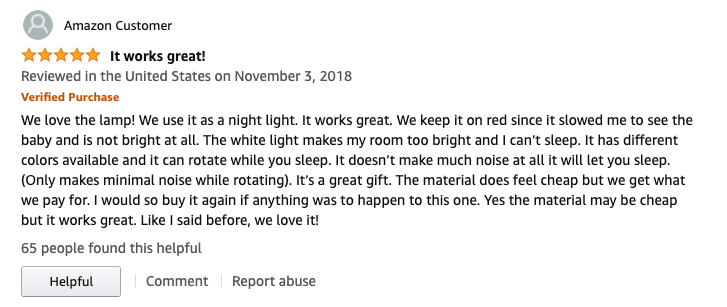 Amazon Customer
It works great!
Reviewed in the United States on November 3, 2018
Verified Purchase
We love the lamp! We use it as a night light. It works great. We keep it on red since it slowed me to see the
baby and is not bright at all. The white light makes my room too bright and I can’t sleep. It has different
colors available and it can rotate while you sleep. It doesn’t make much noise at all it will let you sleep.
(Only makes minimal noise while rotating). It’s a great gift. The material does feel cheap but we get what
we pay for. I would so buy it again if anything was to happen to this one. Yes the material may be cheap
but it works great. Like I said before, we love it!
65 people found this helpful
Helpful Comment Report abuse